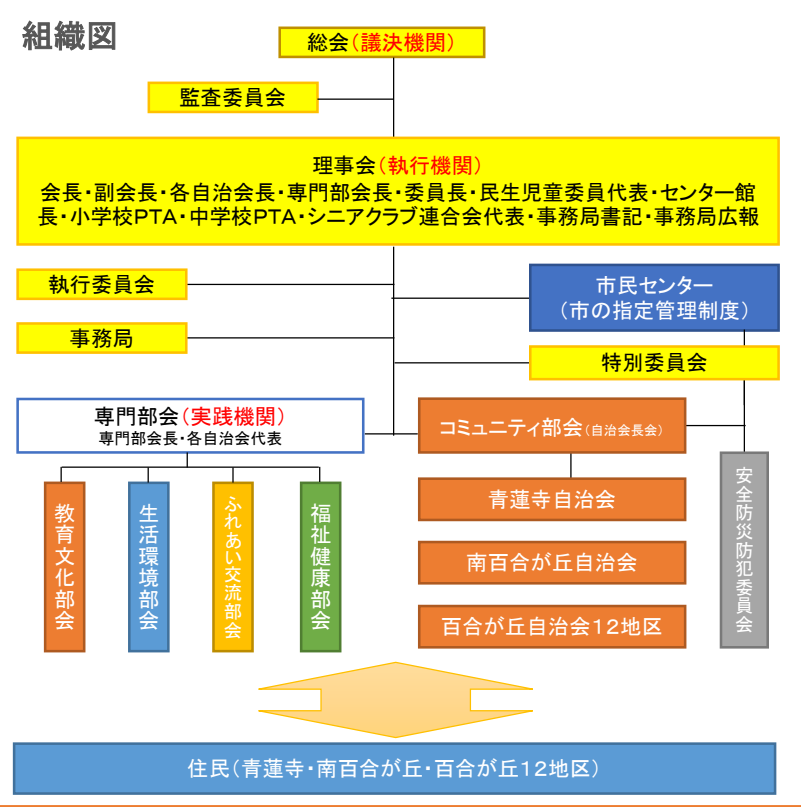 組織図
総会(議決機関)
監査委員会
理事会(執行機関)
会長・副会長・各自治会長・専門部会長・委員長・民生児童委員代表・センター館
長・小学校PTA・中学校PTA・シニアクラブ連合会代表・事務局書記・事務局広報
執行委員会
市民センター
(市の指定管理制度)
事務局
特別委員会
専門部会(実践機関)
専門部会長・各自治会代表
コミュニティ部会(自治会長会)
教育文化部会
生活環境部会
ふれあい交流部会
福祉健康部会
青蓮寺自治会
南百合が丘自治会
百合が丘自治会12地区
安全防災防犯委員会
住民(青蓮寺・南百合が丘・百合が丘12地区)